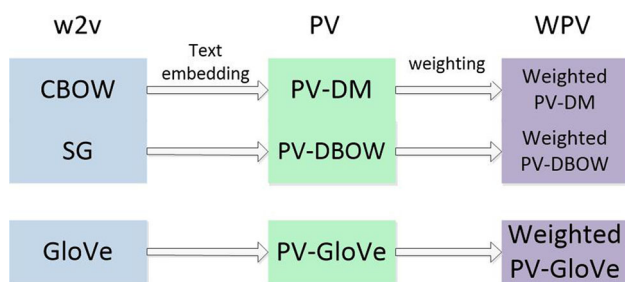 w2v
PV
WPV
Text
embedding
weighting
CBOW
PV-DM
Weighted
PV-DM
SG
PV-DBOW
Weighted
PV-DBOW
GloVe
PV-GloVe
Weighted
PV-GloVe